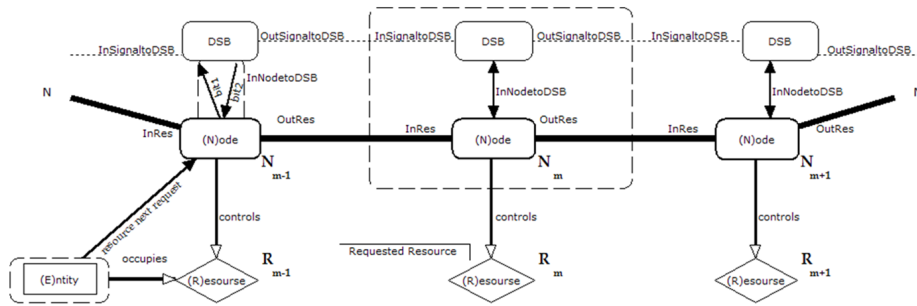 DSB
OutSignaltoDSB
InSignaltoDSB
DSB
OutSignaltoDSB
InSignaltoDSB
DSB
InSignaltoDSB
OutSignaltoDSB
bit1
bit2
InNodetoDSB
InNodetoDSB
InNodetoDSB
N
N
InRes
(N)ode
OutRes
InRes
(N)ode
OutRes
InRes
(N)ode
OutRes
N m-1
N m
N m+1
resource next request
controls
controls
controls
Requested Resource
(E)ntity
occupies
(R)esourse
R m-1
(R)esourse
R m
(R)esourse
R m+1